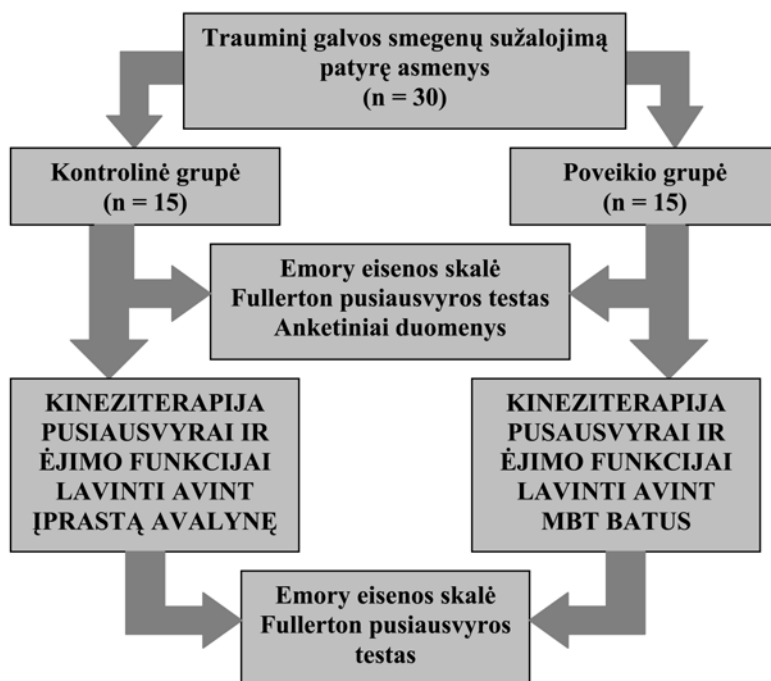 Trauminį galvos smegenų sužalojimą
patyrę asmenys
(n = 30)
Kontrolinė grupė
(n = 15)
Poveikio grupė
(n = 15)
Emory eisenos skalė
Fullerton pusiausvyros testas
Anketiniai duomenys
KINEZITERAPIJA
PUSIAUSVYRAI IR
ĖJIMO FUNKCIJAI
LAVINTI AVINT
ĮPRASTĄ AVALYNĘ
KINEZITERAPIJA
PUSAUSVYRAI IR
ĖJIMO FUNKCIJAI
LAVINTI AVINT
MBT BATUS
Emory eisenos skalė
Fullerton pusiausvyros
testas